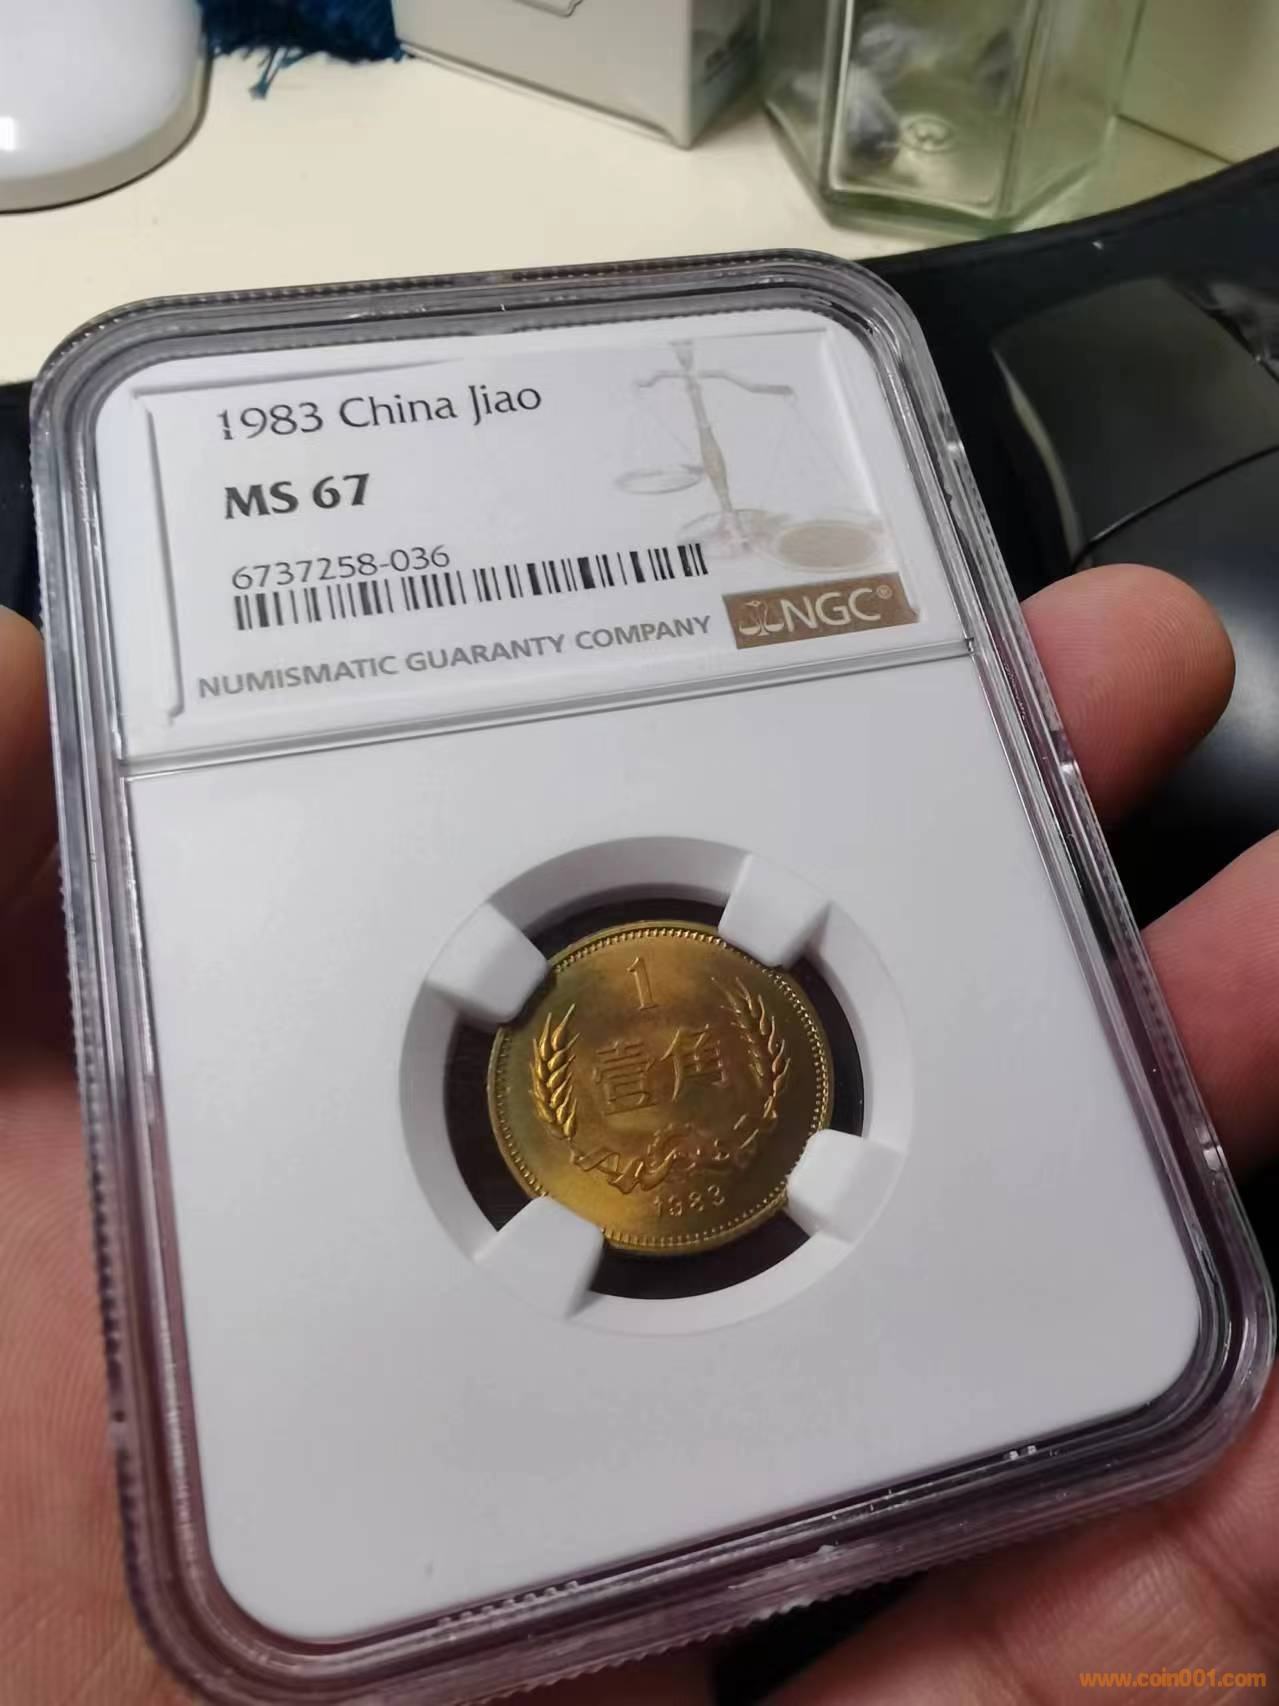 1983 China Jiao
MS 67
6737258-036
NUMISMATIC GUARANTY COMPANY
NGC®
1
壹角
1983
www.coin001.com